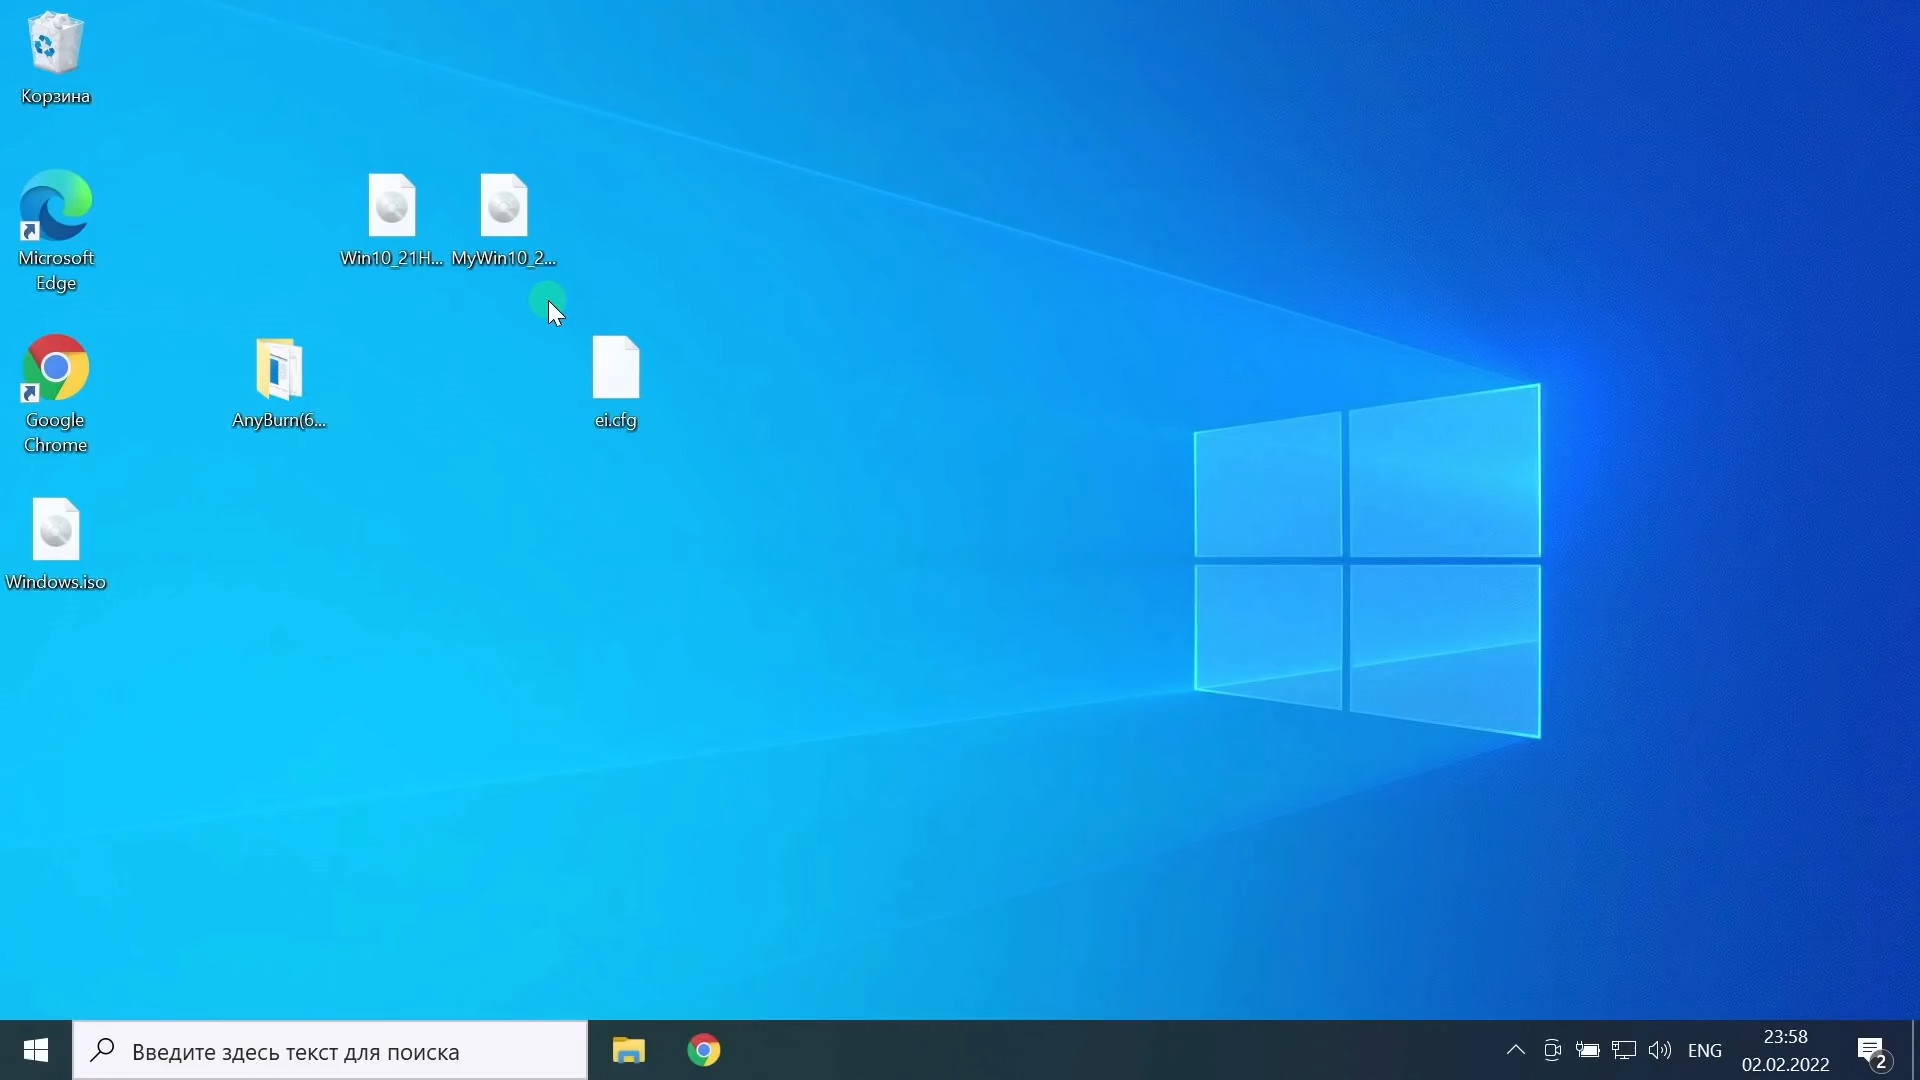 Корзина
Microsoft
Edge
Win10_21H...
MyWin10_2...
Google
Chrome
AnyBurn(6...
ei.cfg
Windows.iso
Введите здесь текст для поиска
ENG
23:58
02.02.2022
2